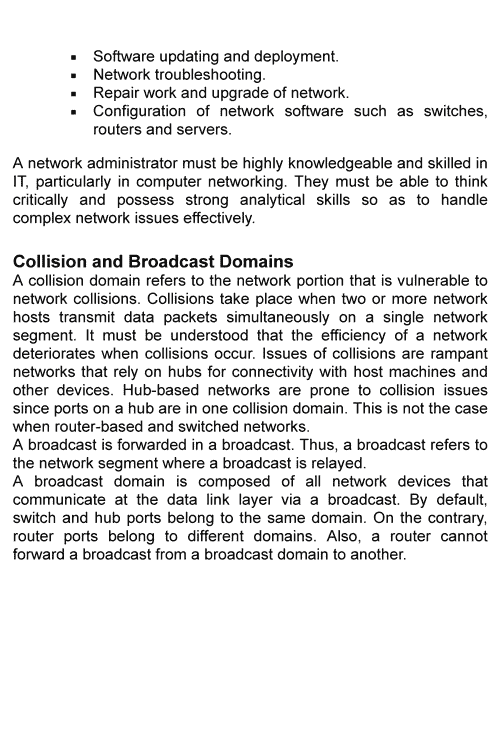 ▪ Software updating and deployment.
▪ Network troubleshooting.
▪ Repair work and upgrade of network.
▪ Configuration of network software such as switches,
routers and servers.
A network administrator must be highly knowledgeable and skilled in
IT, particularly in computer networking. They must be able to think
critically and possess strong analytical skills so as to handle
complex network issues effectively.
Collision and Broadcast Domains
A collision domain refers to the network portion that is vulnerable to
network collisions. Collisions take place when two or more network
hosts transmit data packets simultaneously on a single network
segment. It must be understood that the efficiency of a network
deteriorates when collisions occur. Issues of collisions are rampant
networks that rely on hubs for connectivity with host machines and
other devices. Hub-based networks are prone to collision issues
since ports on a hub are in one collision domain. This is not the case
when router-based and switched networks.
A broadcast is forwarded in a broadcast. Thus, a broadcast refers to
the network segment where a broadcast is relayed.
A broadcast domain is composed of all network devices that
communicate at the data link layer via a broadcast. By default,
switch and hub ports belong to the same domain. On the contrary,
router ports belong to different domains. Also, a router cannot
forward a broadcast from a broadcast domain to another.